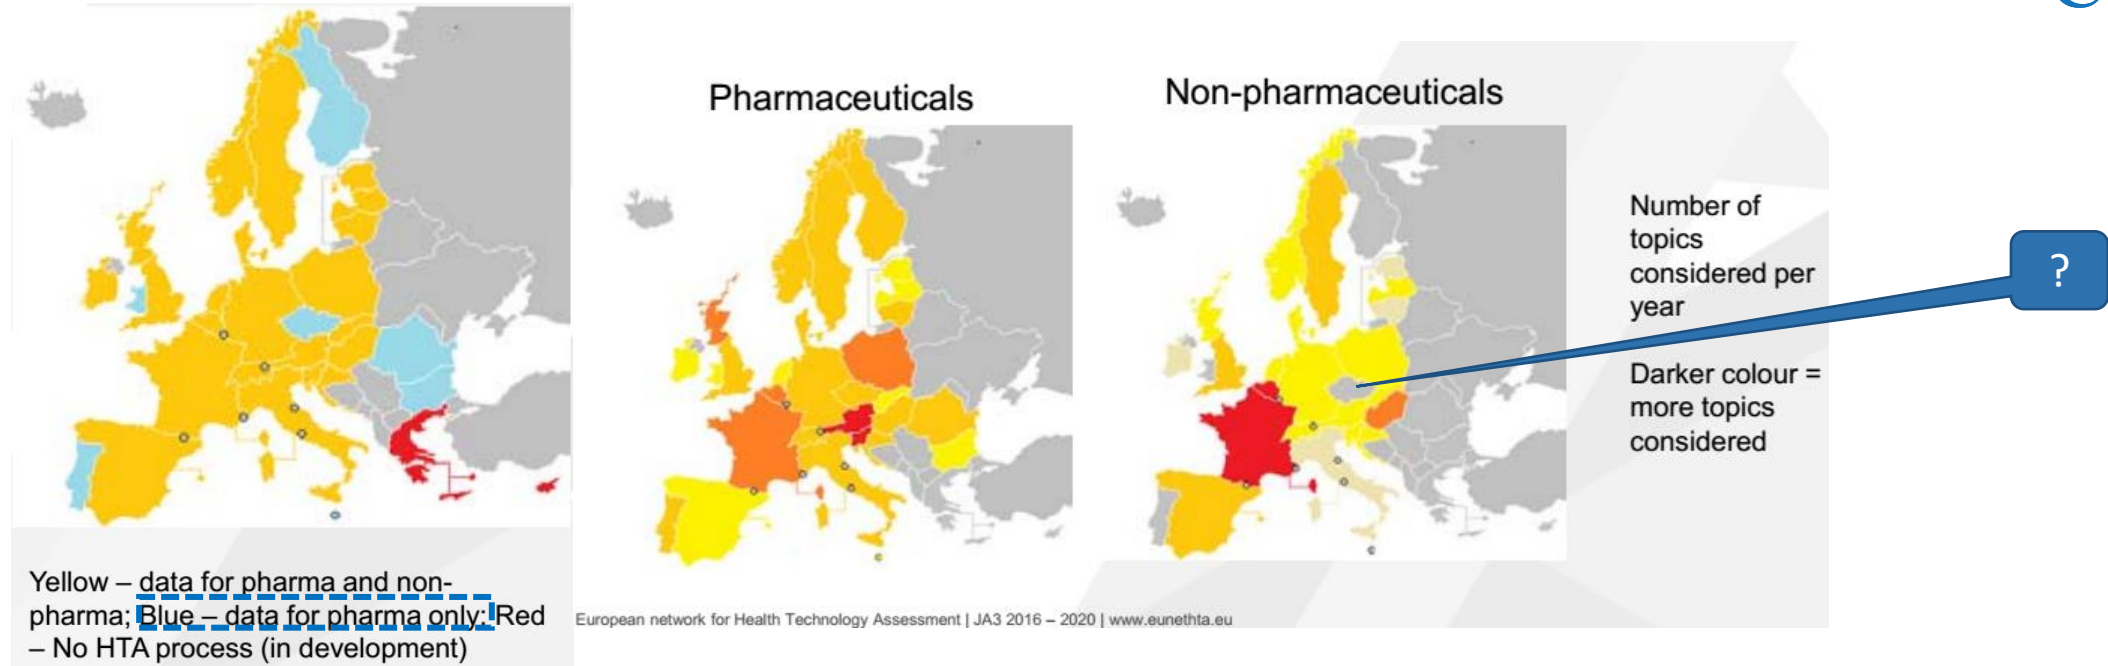 Pharmaceuticals
Non-pharmaceuticals
Number of
topics
considered per
year
Darker colour =
more topics
considered
?
Yellow – data for pharma and non-
pharma; Blue – data for pharma only; Red
– No HTA process (in development)
European network for Health Technology Assessment | JA3 2016 – 2020 | www.eunethta.eu